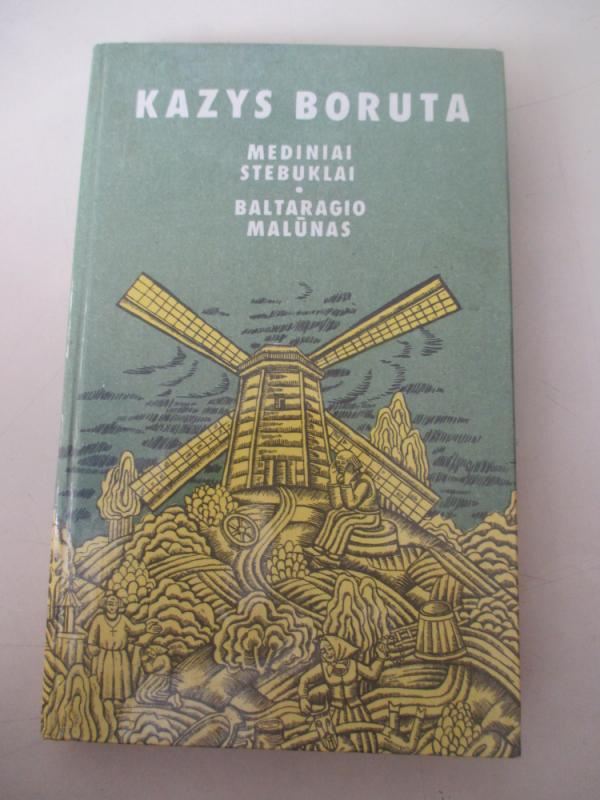 KAZYS BORUTA
MEDINIAI
STEBUKLAI
•
BALTARAGIO
MALŪNAS